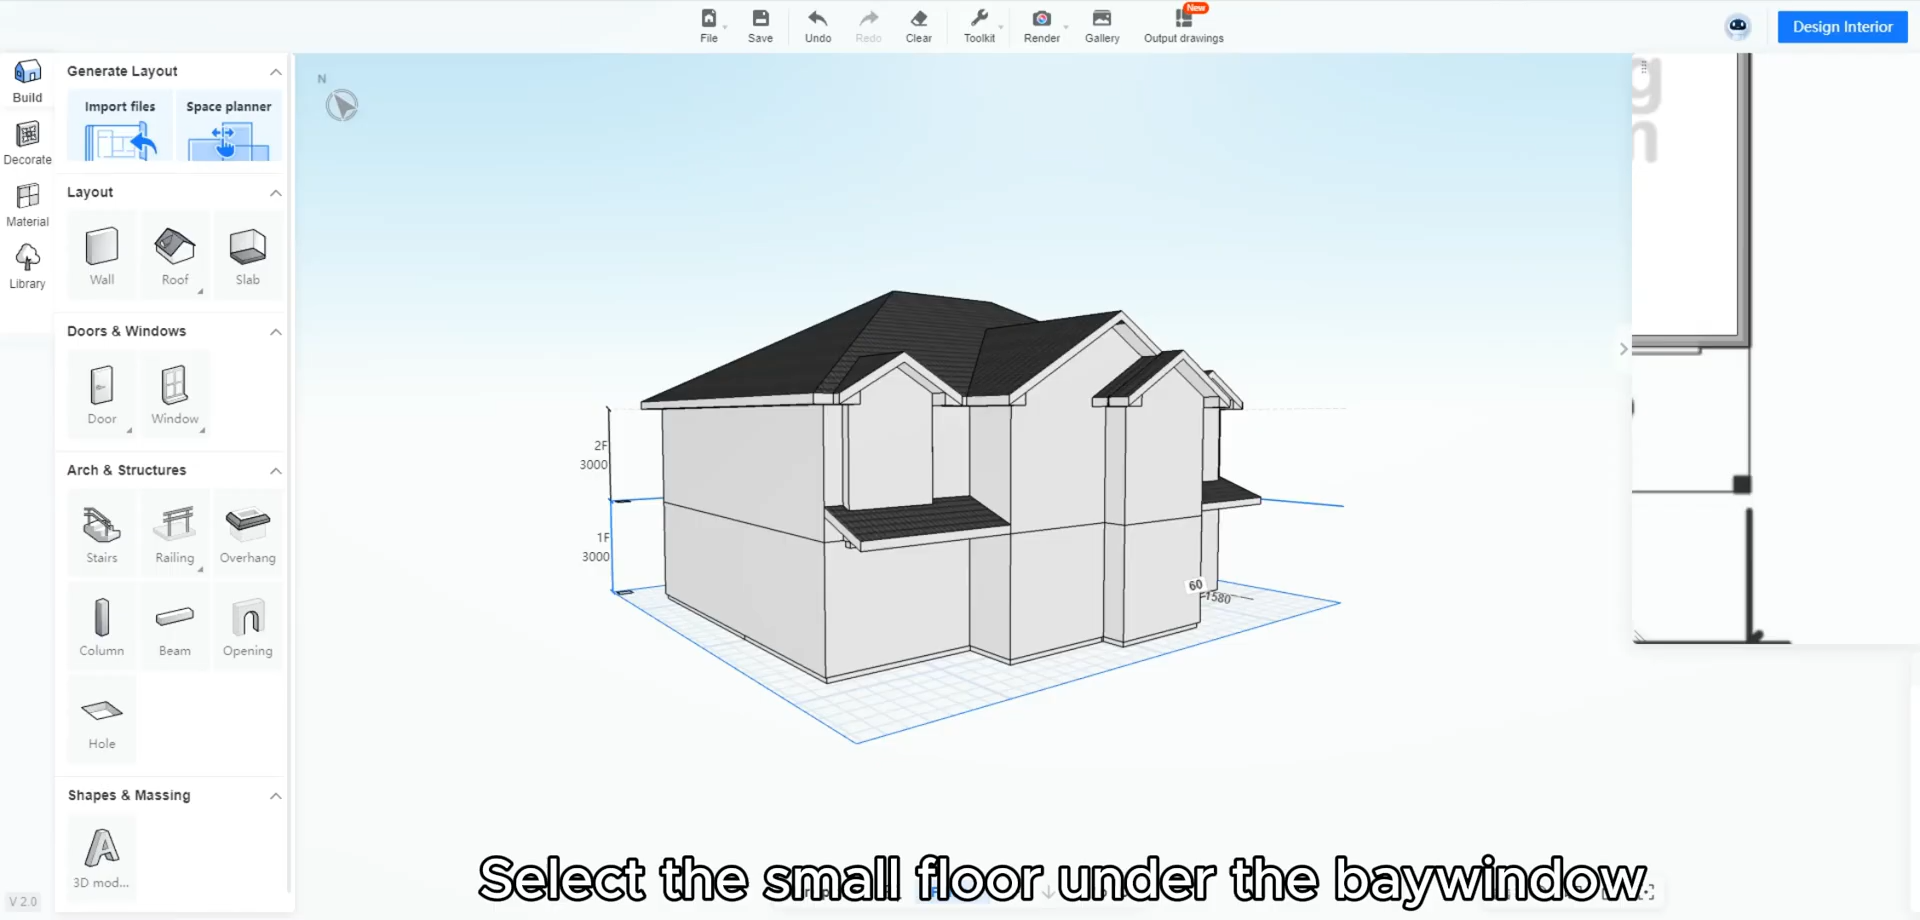 File
Save
Undo
Redo
Clear
Toolkit
Render
Gallery
New
Output drawings
Design Interior
Build
Decorate
Material
Library
Generate Layout
Import files
Space planner
Layout
Wall
Roof
Slab
Doors & Windows
Door
Window
Arch & Structures
Stairs
Railing
Overhang
Column
Beam
Opening
Hole
Shapes & Massing
3D mod...
V 2.0
N
2F
3000
1F
3000
60
1580
Select the small floor under the baywindow